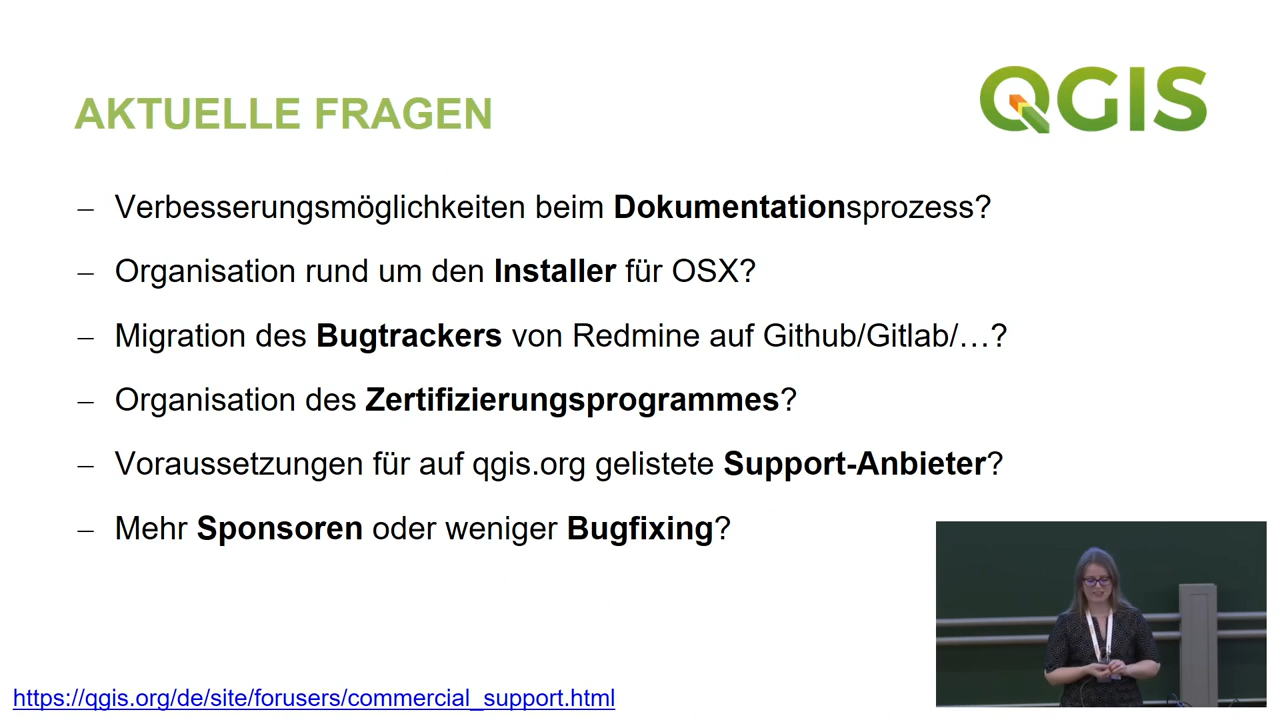 QGIS
AKTUELLE FRAGEN
– Verbesserungsmöglichkeiten beim Dokumentationsprozess?
– Organisation rund um den Installer für OSX?
– Migration des Bugtrackers von Redmine auf Github/Gitlab/…?
– Organisation des Zertifizierungsprogrammes?
– Voraussetzungen für auf qgis.org gelistete Support-Anbieter?
– Mehr Sponsoren oder weniger Bugfixing?
https://qgis.org/de/site/forusers/commercial_support.html